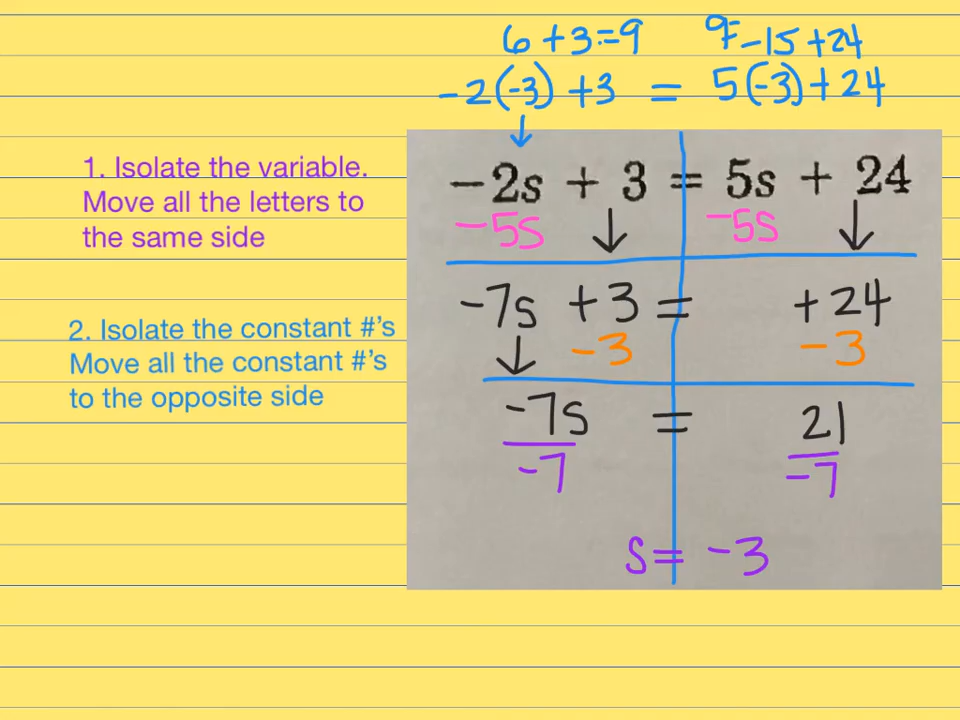 6 +3=9 9=-15+24
-2(-3)+3 = 5(-3)+24
1. Isolate the variable.
Move all the letters to
the same side
2. Isolate the constant #'s
Move all the constant #'s
to the opposite side
-2s + 3 = 5s + 24
-5s -5s
-7s +3 = +24
-3 -3
-7s = 21
-7 -7
s = -3